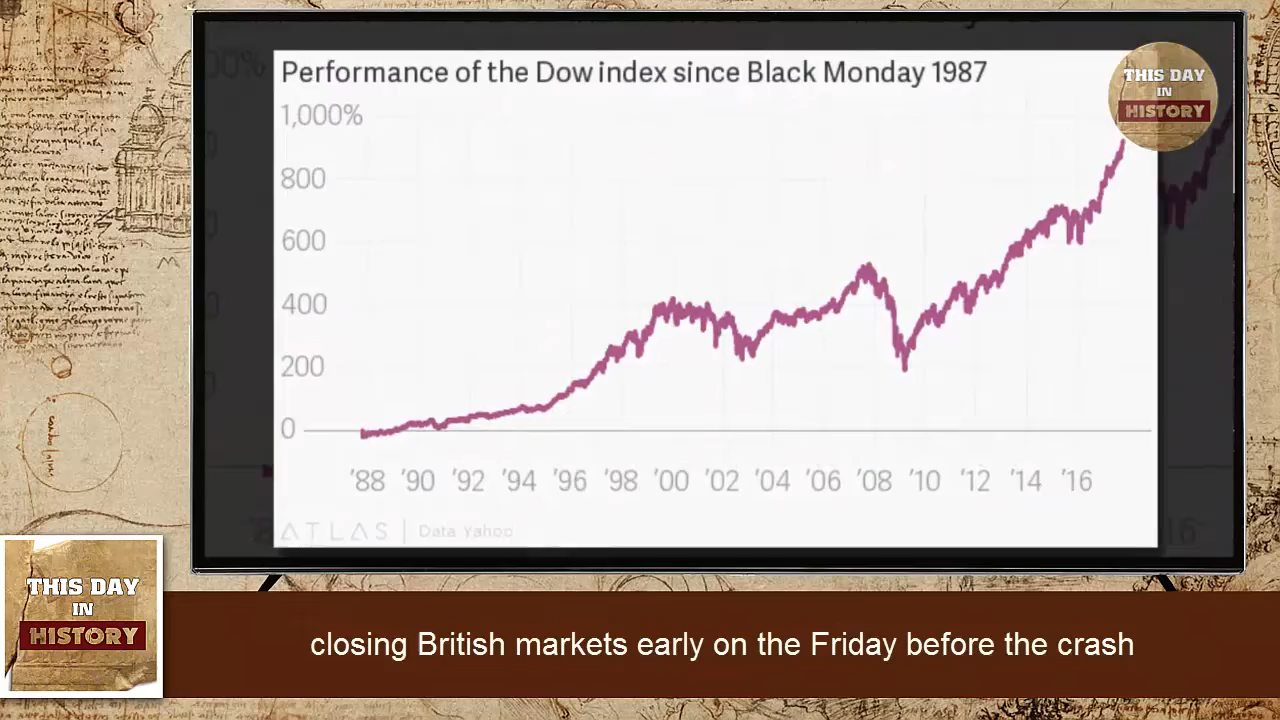 Performance of the Dow index since Black Monday 1987
1,000%
800
600
400
200
0
'88 '90 '92 '94 '96 '98 '00 '02 '04 '06 '08 '10 '12 '14 '16
ATLAS | Data Yahoo
THIS DAY
IN
HISTORY
00%
16
THIS DAY
IN
HISTORY
closing British markets early on the Friday before the crash